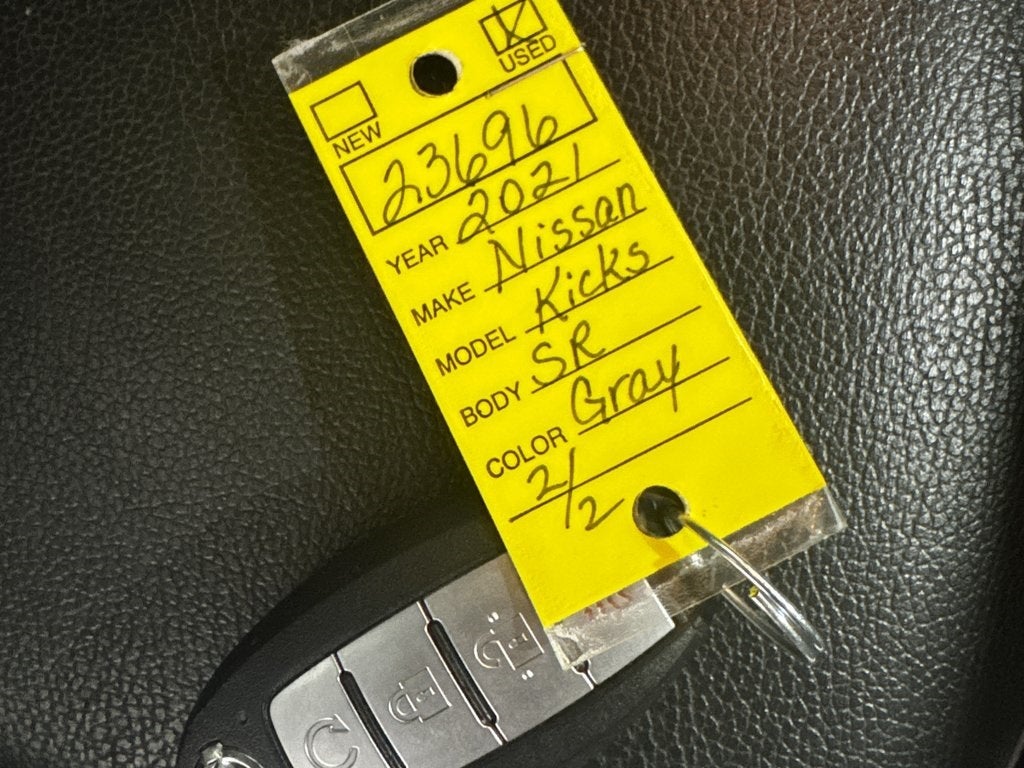 USED
NEW
23696
YEAR 2021
MAKE Nissan
MODEL Kicks
BODY SR
COLOR Gray
2/2